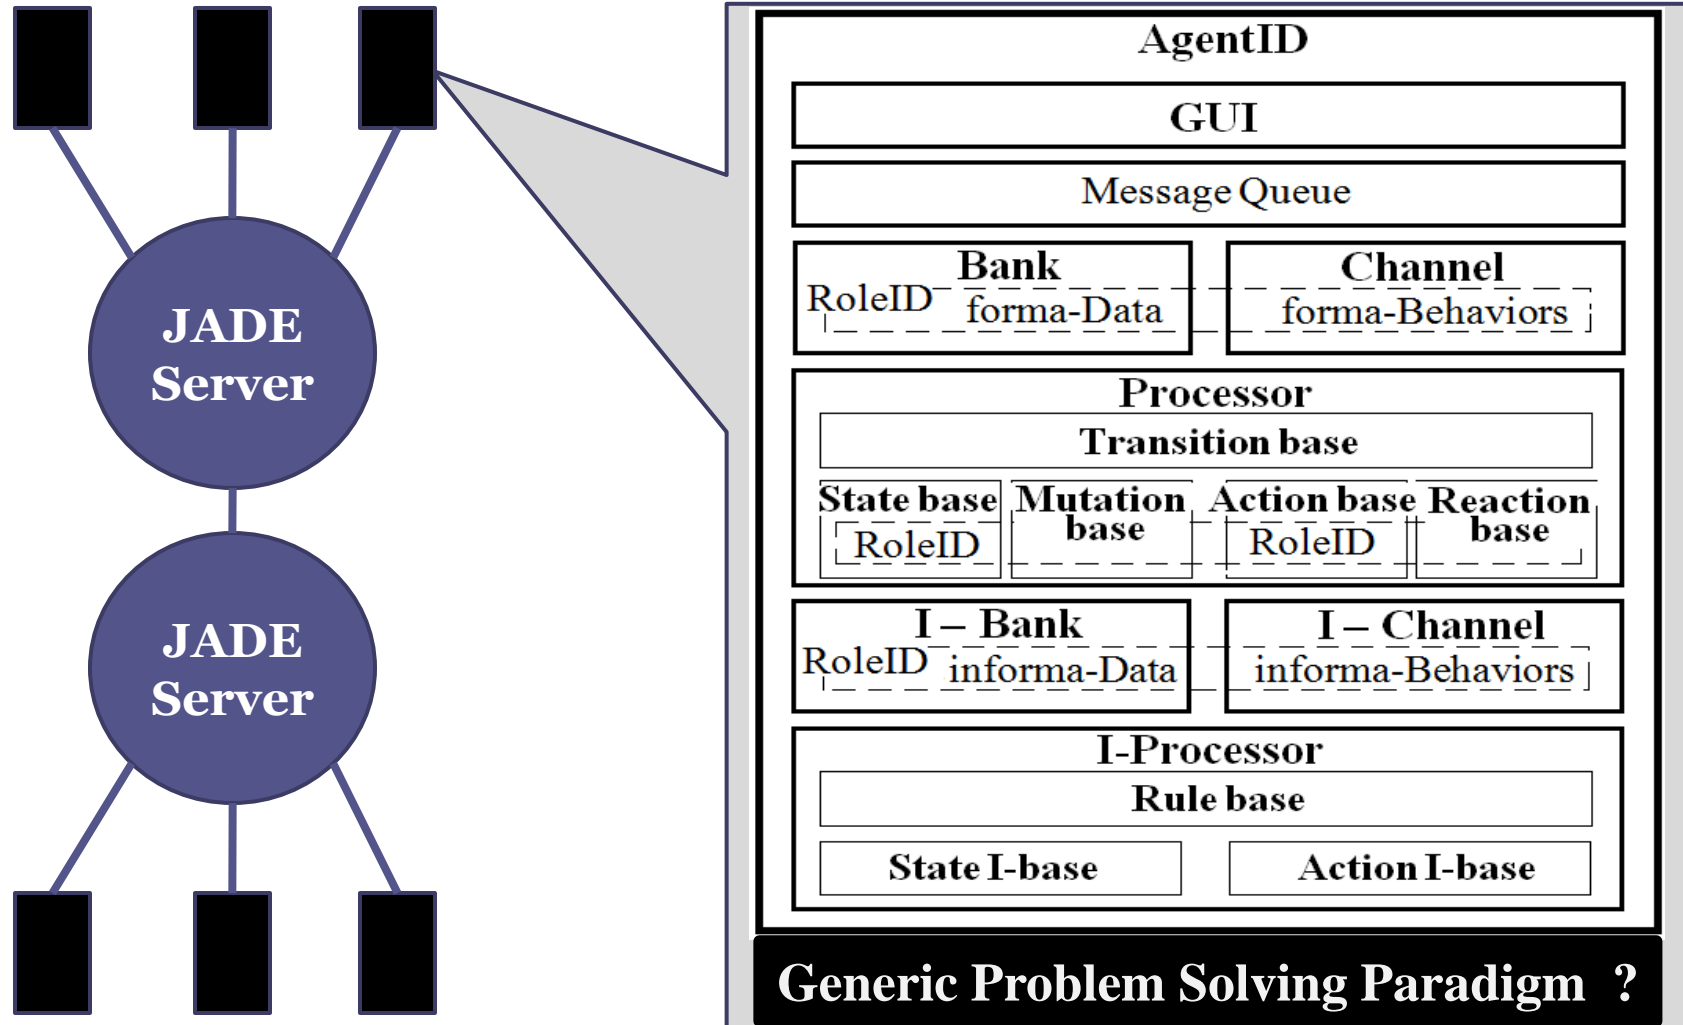 JADE
Server
JADE
Server
AgentID
GUI
Message Queue
Bank
RoleID
forma-Data
Channel
forma-Behaviors
Processor
Transition base
State base
RoleID
Mutation
base
Action base
RoleID
Reaction
base
I – Bank
RoleID
informa-Data
I – Channel
informa-Behaviors
I-Processor
Rule base
State I-base
Action I-base
Generic Problem Solving Paradigm ?